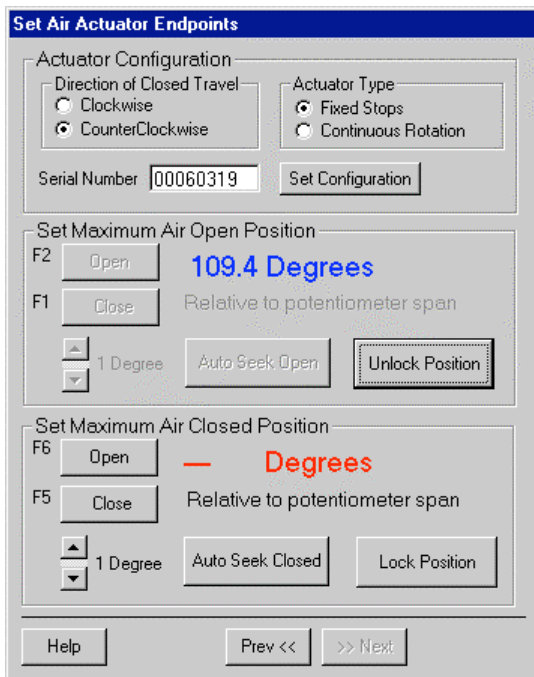 Set Air Actuator Endpoints
Actuator Configuration
Direction of Closed Travel
Clockwise
CounterClockwise
Actuator Type
Fixed Stops
Continuous Rotation
Serial Number 00060319 Set Configuration
Set Maximum Air Open Position
F2 Open 109.4 Degrees
F1 Close Relative to potentiometer span
1 Degree Auto Seek Open Unlock Position
Set Maximum Air Closed Position
F6 Open — Degrees
F5 Close Relative to potentiometer span
1 Degree Auto Seek Closed Lock Position
Help Prev << >> Next